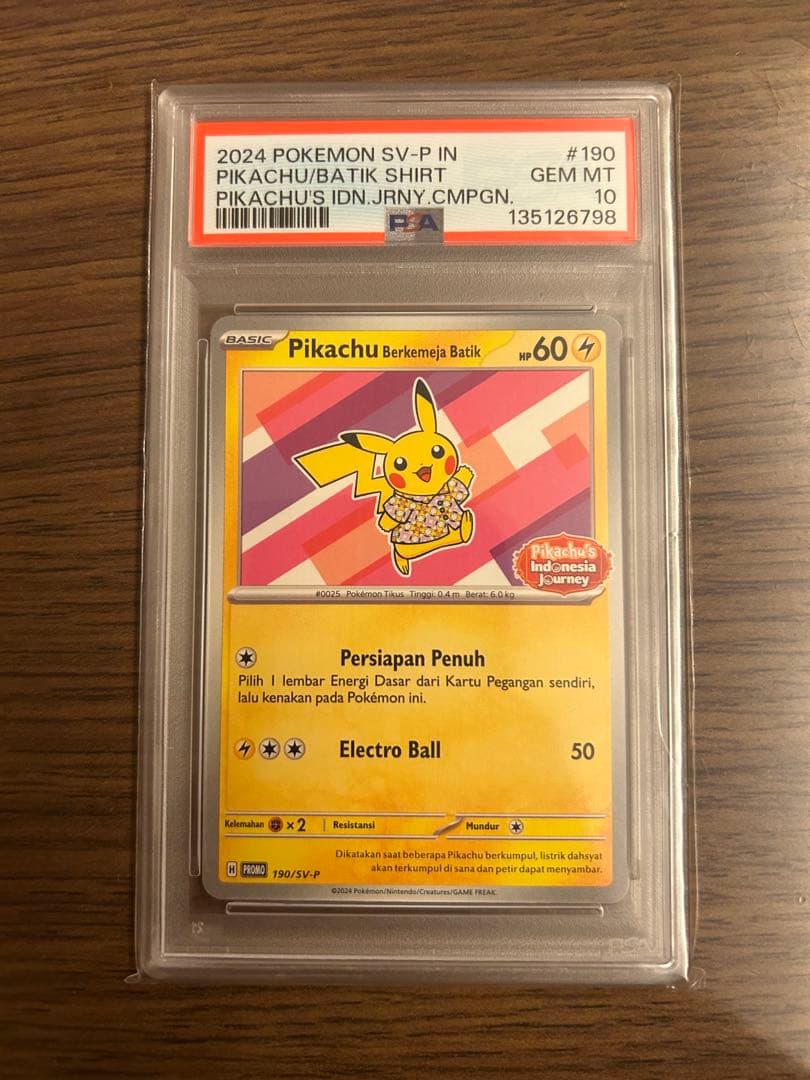 2024 POKEMON SV-P IN #190
PIKACHU/BATIK SHIRT GEM MT
PIKACHU'S IDN.JRNY.CMPGN. 10
PSA 135126798
BASIC Pikachu Berkemeja Batik HP60
Pikachu's
Indonesia
Journey
#0025 Pokémon Tikus Tinggi: 0.4 m Berat: 6.0 kg
Persiapan Penuh
Pilih 1 lembar Energi Dasar dari Kartu Pegangan sendiri,
lalu kenakan pada Pokémon ini.
Electro Ball 50
Kelemahan ×2 Resistansi Mundur
Dikatakan saat beberapa Pikachu berkumpul, listrik dahsyat
akan terkumpul di sana dan petir dapat menyambar.
H PROMO 190/SV-P
©2024 Pokémon/Nintendo/Creatures/GAME FREAK.
PSA